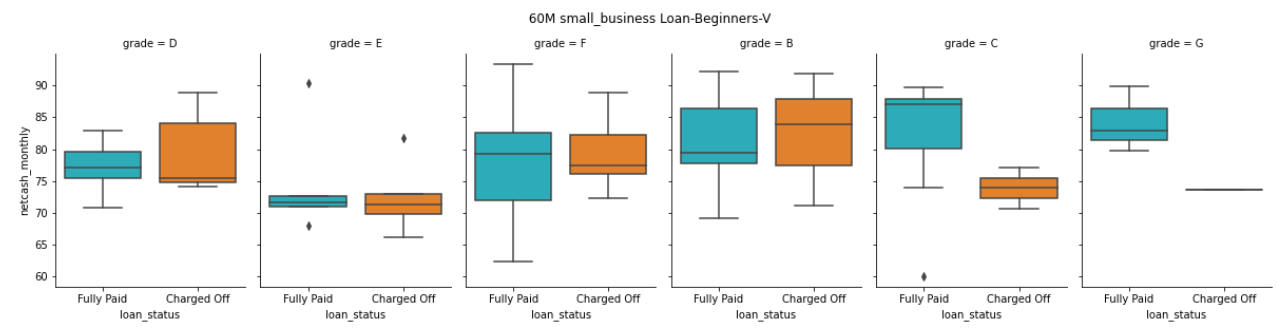 60M small_business Loan-Beginners-V
grade = D
grade = E
grade = F
grade = B
grade = C
grade = G
netcash_monthly
90
85
80
75
70
65
60
Fully Paid Charged Off
Fully Paid Charged Off
Fully Paid Charged Off
Fully Paid Charged Off
Fully Paid Charged Off
Fully Paid Charged Off
loan_status
loan_status
loan_status
loan_status
loan_status
loan_status